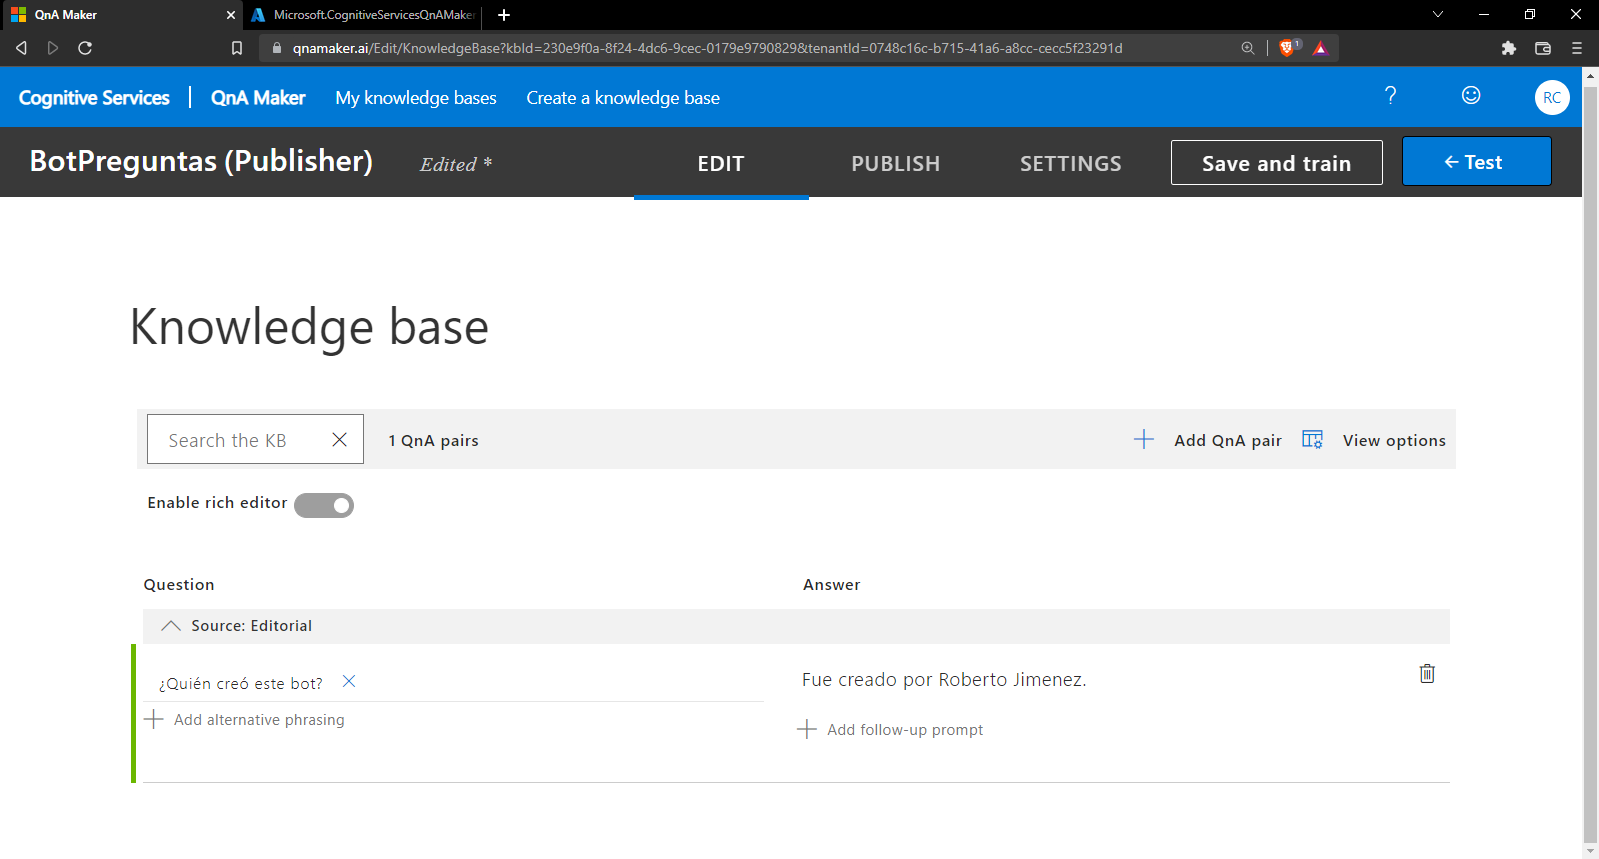 QnA Maker
Microsoft.CognitiveServicesQnAMake
qnamaker.ai/Edit/KnowledgeBase?kbId=230e9f0a-8f24-4dc6-9cec-0179e9790829&tenantId=0748c16c-b715-41a6-a8cc-cecc5f23291d
1
Cognitive Services | QnA Maker My knowledge bases Create a knowledge base ? RC
BotPreguntas (Publisher) Edited * EDIT PUBLISH SETTINGS Save and train ← Test
Knowledge base
Search the KB 1 QnA pairs Add QnA pair View options
Enable rich editor
Question Answer
Source: Editorial
¿Quién creó este bot? Fue creado por Roberto Jimenez.
Add alternative phrasing Add follow-up prompt